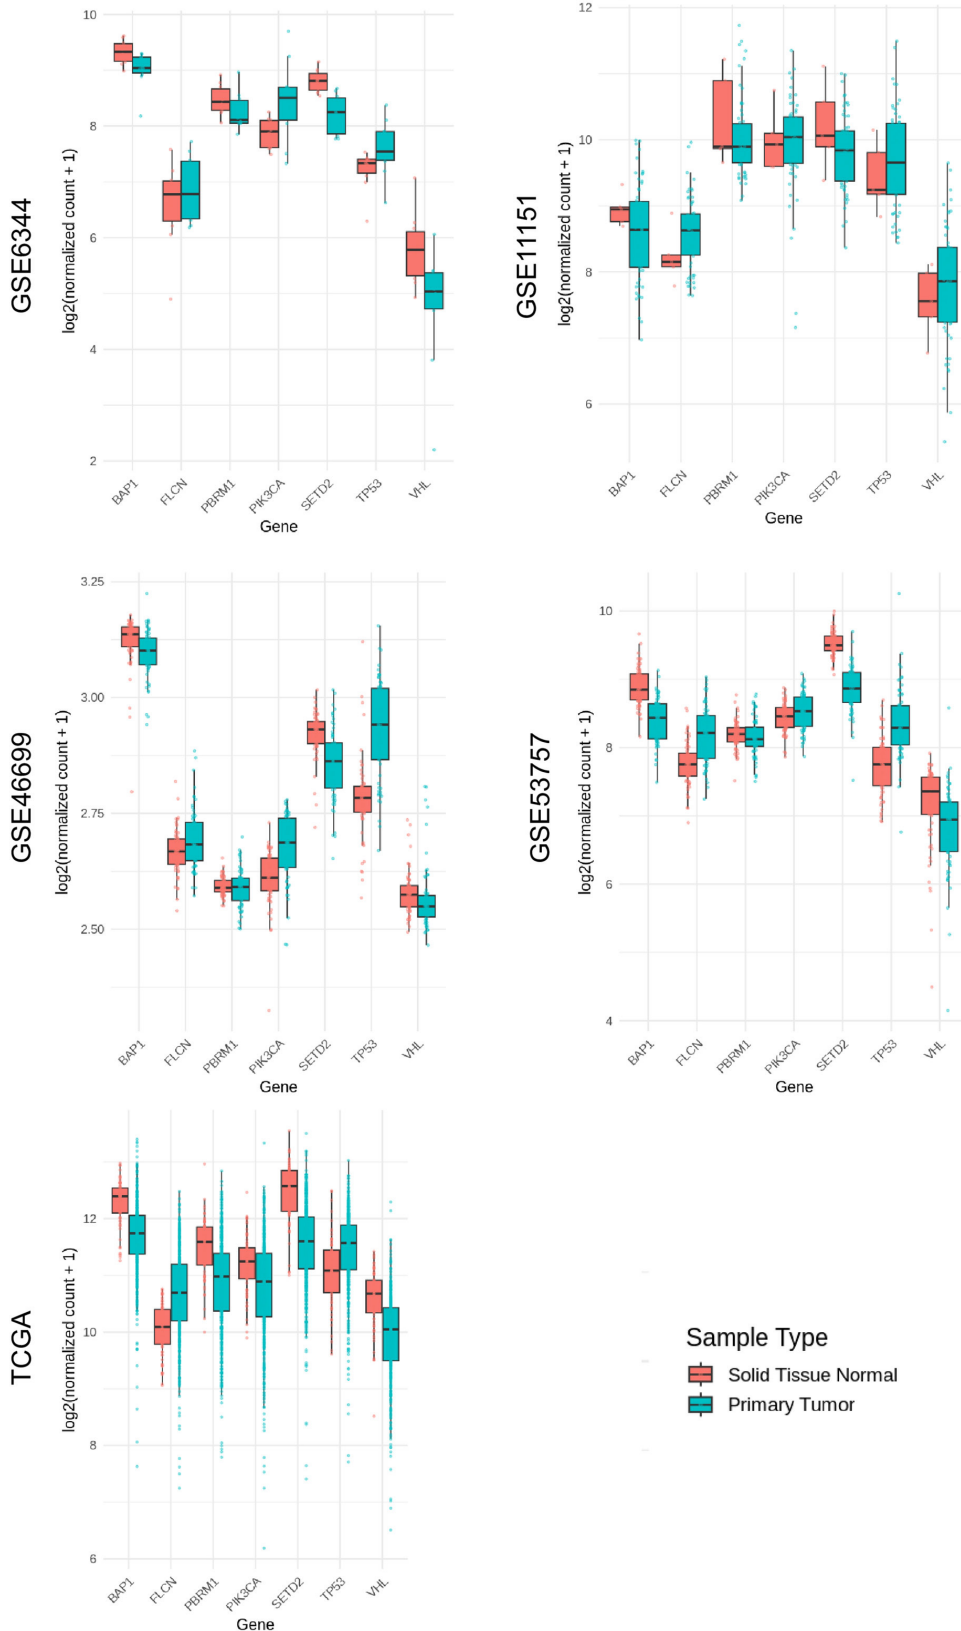 GSE6344
log2(normalized count + 1)
10
8
6
4
2
BAP1
FLCN
PBRM1
PIK3CA
SETD2
TP53
VHL
Gene
GSE11151
log2(normalized count + 1)
12
10
8
6
BAP1
FLCN
PBRM1
PIK3CA
SETD2
TP53
VHL
Gene
GSE46699
log2(normalized count + 1)
3.25
3.00
2.75
2.50
BAP1
FLCN
PBRM1
PIK3CA
SETD2
TP53
VHL
Gene
GSE53757
log2(normalized count + 1)
10
8
6
4
BAP1
FLCN
PBRM1
PIK3CA
SETD2
TP53
VHL
Gene
TCGA
log2(normalized count + 1)
12
10
8
6
BAP1
FLCN
PBRM1
PIK3CA
SETD2
TP53
VHL
Gene
Sample Type
Solid Tissue Normal
Primary Tumor